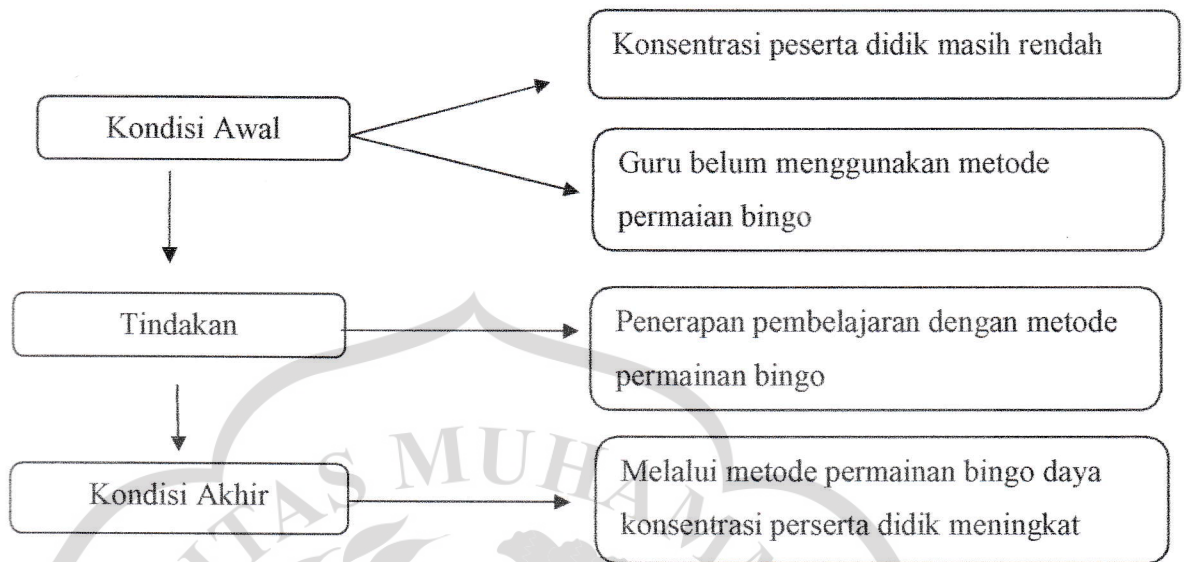 Konsentrasi peserta didik masih rendah
Kondisi Awal
Guru belum menggunakan metode
permaian bingo
Tindakan
Penerapan pembelajaran dengan metode
permainan bingo
Kondisi Akhir
Melalui metode permainan bingo daya
konsentrasi perserta didik meningkat